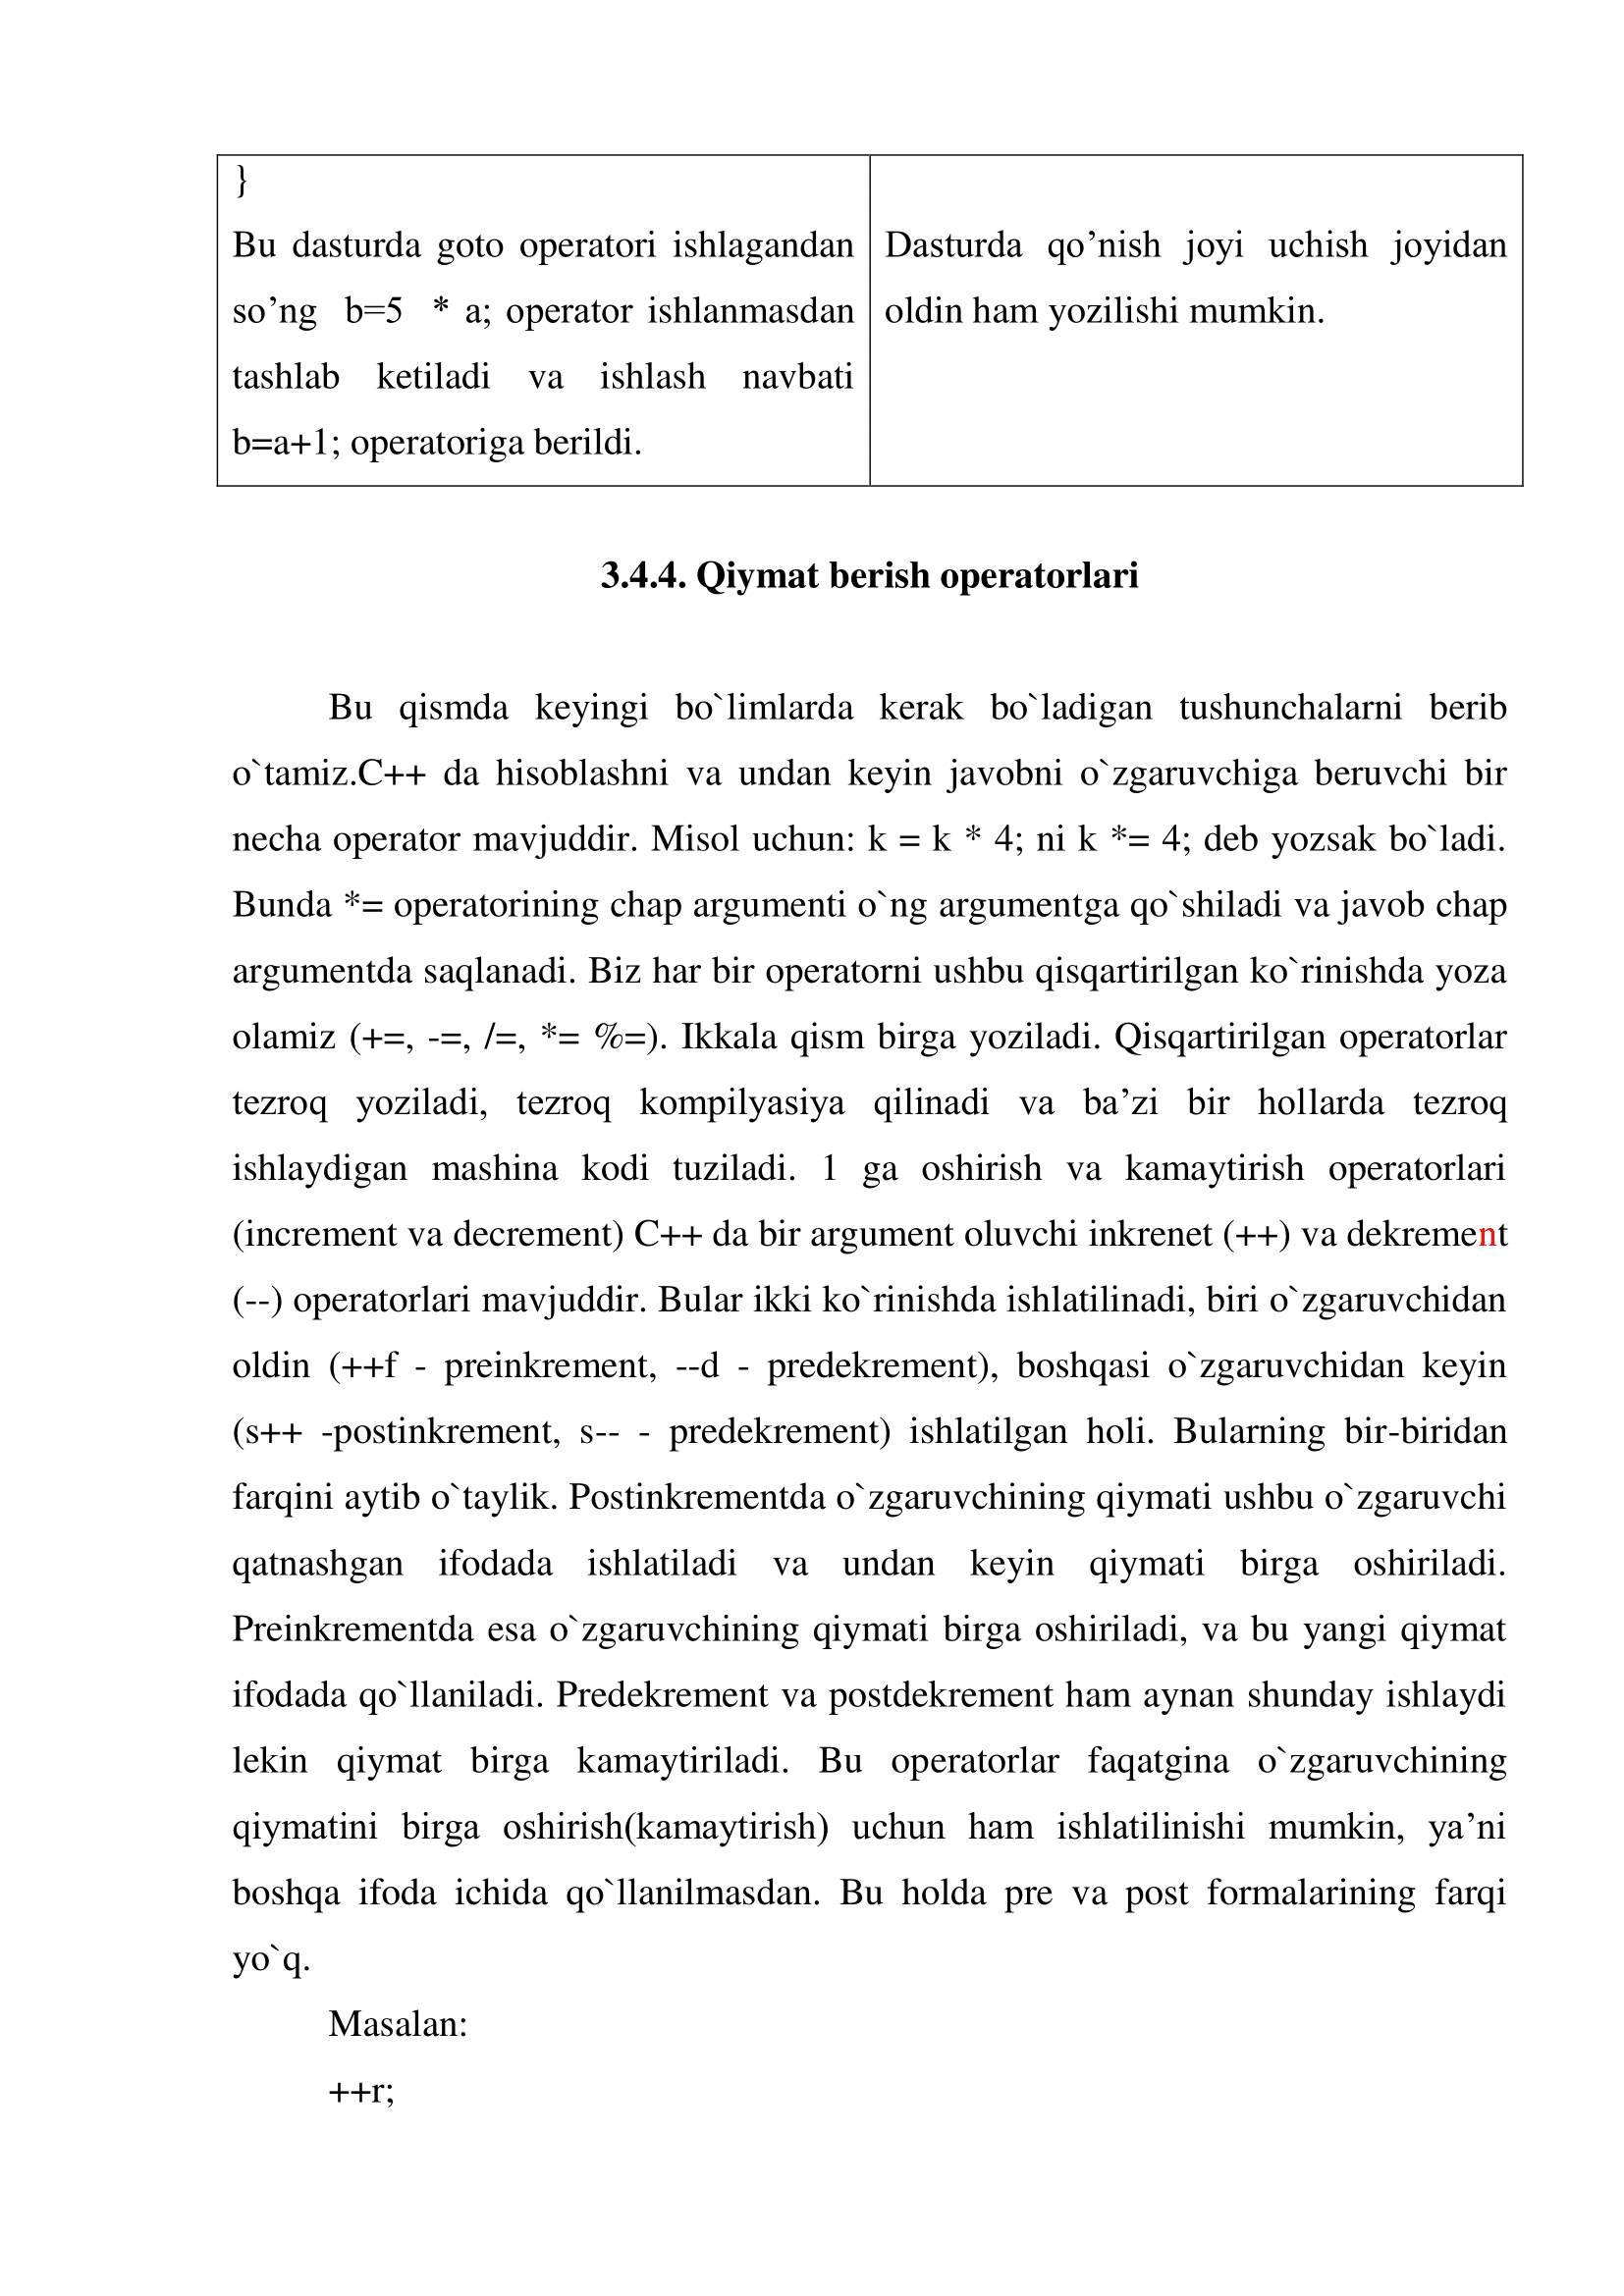 }
Bu dasturda goto operatori ishlagandan
so’ng b=5 * a; operator ishlanmasdan
tashlab ketiladi va ishlash navbati
b=a+1; operatoriga berildi.
Dasturda qo’nish joyi uchish joyidan
oldin ham yozilishi mumkin.
3.4.4. Qiymat berish operatorlari
Bu qismda keyingi bo`limlarda kerak bo`ladigan tushunchalarni berib
o`tamiz.C++ da hisoblashni va undan keyin javobni o`zgaruvchiga beruvchi bir
necha operator mavjuddir. Misol uchun: k = k * 4; ni k *= 4; deb yozsak bo`ladi.
Bunda *= operatorining chap argumenti o`ng argumentga qo`shiladi va javob chap
argumentda saqlanadi. Biz har bir operatorni ushbu qisqartirilgan ko`rinishda yoza
olamiz (+=, -=, /=, *= %=). Ikkala qism birga yoziladi. Qisqartirilgan operatorlar
tezroq yoziladi, tezroq kompilyasiya qilinadi va ba’zi bir hollarda tezroq
ishlaydigan mashina kodi tuziladi. 1 ga oshirish va kamaytirish operatorlari
(increment va decrement) C++ da bir argument oluvchi inkrenet (++) va dekrement
(--) operatorlari mavjuddir. Bular ikki ko`rinishda ishlatilinadi, biri o`zgaruvchidan
oldin (++f - preinkrement, --d - predekrement), boshqasi o`zgaruvchidan keyin
(s++ -postinkrement, s-- - predekrement) ishlatilgan holi. Bularning bir-biridan
farqini aytib o`taylik. Postinkrementda o`zgaruvchining qiymati ushbu o`zgaruvchi
qatnashgan ifodada ishlatiladi va undan keyin qiymati birga oshiriladi.
Preinkrementda esa o`zgaruvchining qiymati birga oshiriladi, va bu yangi qiymat
ifodada qo`llaniladi. Predekrement va postdekrement ham aynan shunday ishlaydi
lekin qiymat birga kamaytiriladi. Bu operatorlar faqatgina o`zgaruvchining
qiymatini birga oshirish(kamaytirish) uchun ham ishlatilinishi mumkin, ya’ni
boshqa ifoda ichida qo`llanilmasdan. Bu holda pre va post formalarining farqi
yo`q.
Masalan:
++r;